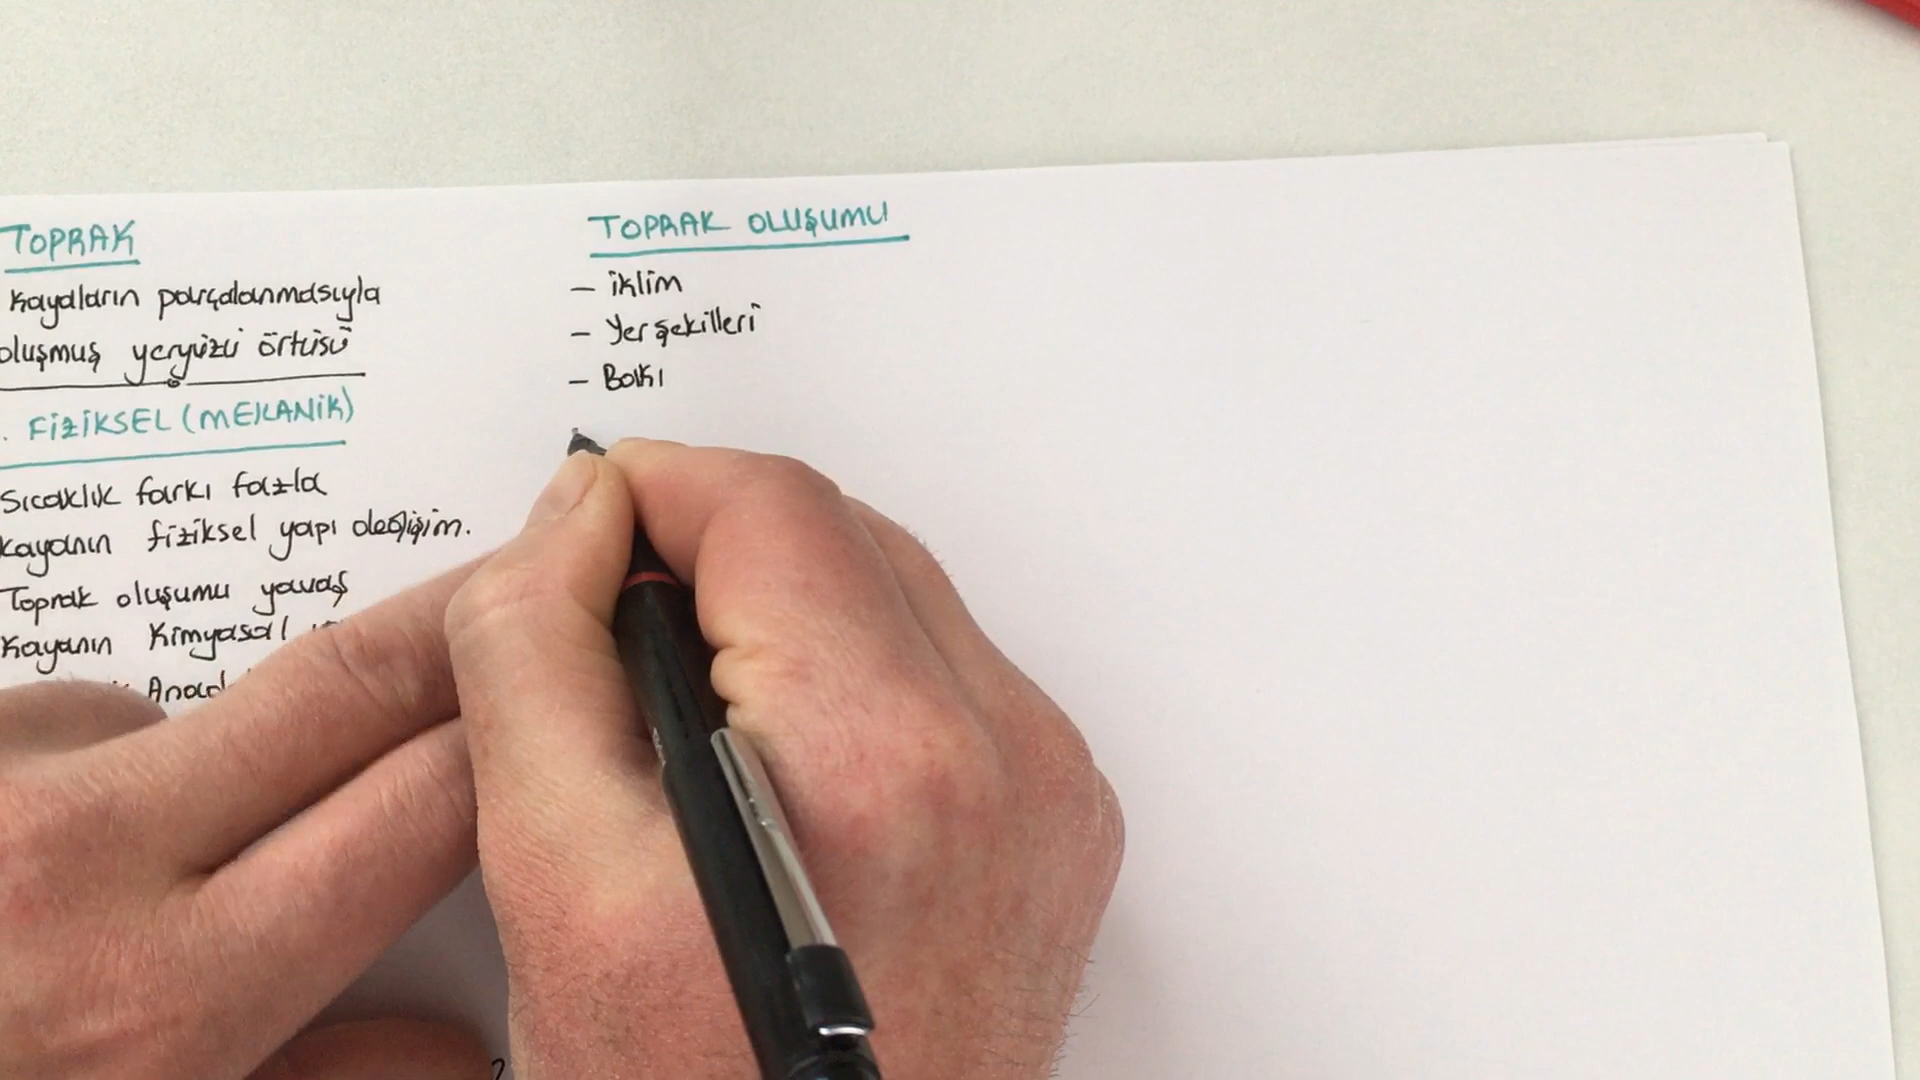 TOPRAK
Kayaların parçalanmasıyla
oluşmuş yeryüzü örtüsü
FİZİKSEL (MEKANİK)
Sıcaklık farkı fazla
Kayanın fiziksel yapı değişim.
Toprak oluşumu yavaş
Kayanın Kimyasal
TOPRAK OLUŞUMU
– iklim
– Yerşekilleri
– Bakı